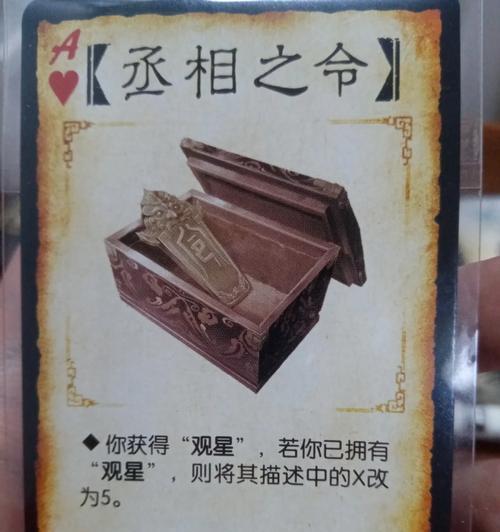 A
【丞相之令】
◆你获得“观星”，若你已拥有
“观星”，则将其描述中的X改
为5。